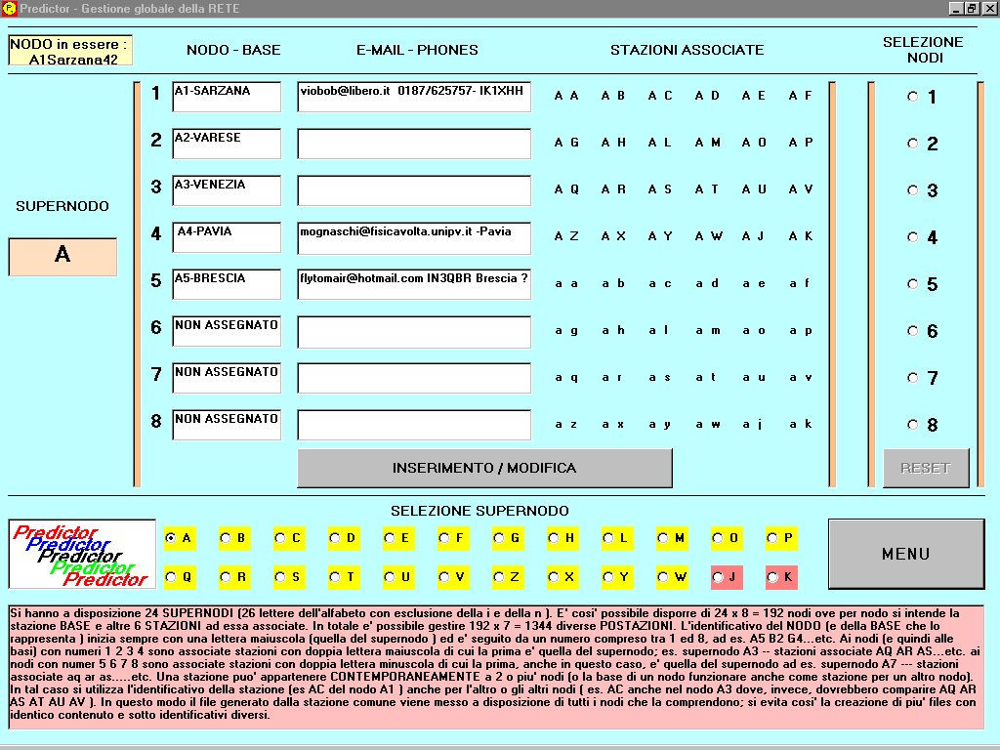 Predictor - Gestione globale della RETE
NODO in essere :
A1Sarzana42
NODO - BASE E-MAIL - PHONES STAZIONI ASSOCIATE SELEZIONE NODI
SUPERNODO
A
1 A1-SARZANA viobob@libero.it 0187/625757- IK1XHH A A A B A C A D A E A F 1
2 A2-VARESE A G A H A L A M A O A P 2
3 A3-VENEZIA A Q A R A S A T A U A V 3
4 A4-PAVIA mognaschi@fisicavolta.unipv.it -Pavia A Z A X A Y A W A J A K 4
5 A5-BRESCIA flytomair@hotmail.com IN3QBR Brescia ? a a a b a c a d a e a f 5
6 NON ASSEGNATO a g a h a l a m a o a p 6
7 NON ASSEGNATO a q a r a s a t a u a v 7
8 NON ASSEGNATO a z a x a y a w a j a k 8
INSERIMENTO / MODIFICA RESET
SELEZIONE SUPERNODO
Predictor
Predictor
Predictor
Predictor
Predictor
A B C D E F G H L M O P
Q R S T U V Z X Y W J K
MENU
Si hanno a disposizione 24 SUPERNODI (26 lettere dell'alfabeto con esclusione della i e della n ). E' cosi' possibile disporre di 24 x 8 = 192 nodi ove per nodo si intende la
stazione BASE e altre 6 STAZIONI ad essa associate. In totale e' possibile gestire 192 x 7 = 1344 diverse POSTAZIONI. L'identificativo del NODO (e della BASE che lo
rappresenta ) inizia sempre con una lettera maiuscola (quella del supernodo ) ed e' seguito da un numero compreso tra 1 ed 8, ad es. A5 B2 G4...etc. Ai nodi (e quindi alle
basi) con numeri 1 2 3 4 sono associate stazioni con doppia lettera maiuscola di cui la prima e' quella del supernodo; es. supernodo A3 -- stazioni associate AQ AR AS...etc. ai
nodi con numer 5 6 7 8 sono associate stazioni con doppia lettera minuscola di cui la prima, anche in questo caso, e' quella del supernodo ad es. supernodo A7 --- stazioni
associate aq ar as.....etc. Una stazione puo' appartenere CONTEMPORANEAMENTE a 2 o piu' nodi (o la base di un nodo funzionare anche come stazione per un altro nodo).
In tal caso si utilizza l'identificativo della stazione (es AC del nodo A1 ) anche per l'altro o gli altri nodi ( es. AC anche nel nodo A3 dove, invece, dovrebbero comparire AQ AR
AS AT AU AV ). In questo modo il file generato dalla stazione comune viene messo a disposizione di tutti i nodi che la comprendono; si evita cosi' la creazione di piu' files con
identico contenuto e sotto identificativi diversi.